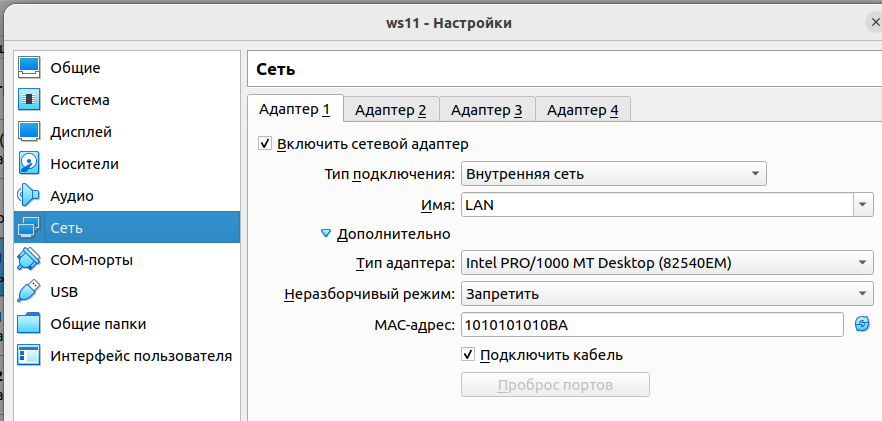 ws11 - Настройки
Общие
Система
Дисплей
Носители
Аудио
Сеть
COM-порты
USB
Общие папки
Интерфейс пользователя
Сеть
Адаптер 1 Адаптер 2 Адаптер 3 Адаптер 4
Включить сетевой адаптер
Тип подключения: Внутренняя сеть
Имя: LAN
Дополнительно
Тип адаптера: Intel PRO/1000 MT Desktop (82540EM)
Неразборчивый режим: Запретить
MAC-адрес: 1010101010BA
Подключить кабель
Проброс портов